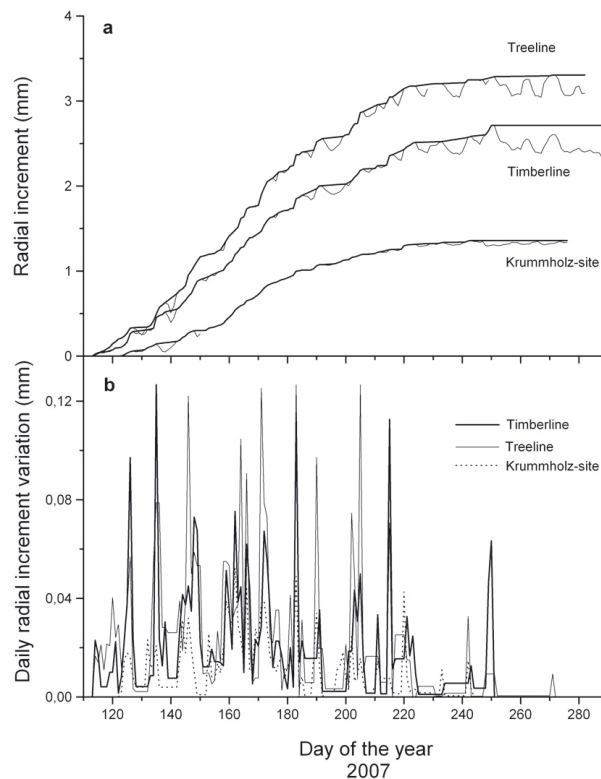 a
4
3
2
1
0
Radial increment (mm)
Treeline
Timberline
Krummholz-site
b
0,12
0,08
0,04
0,00
Daily radial increment variation (mm)
Timberline
Treeline
Krummholz-site
120 140 160 180 200 220 240 260 280
Day of the year
2007